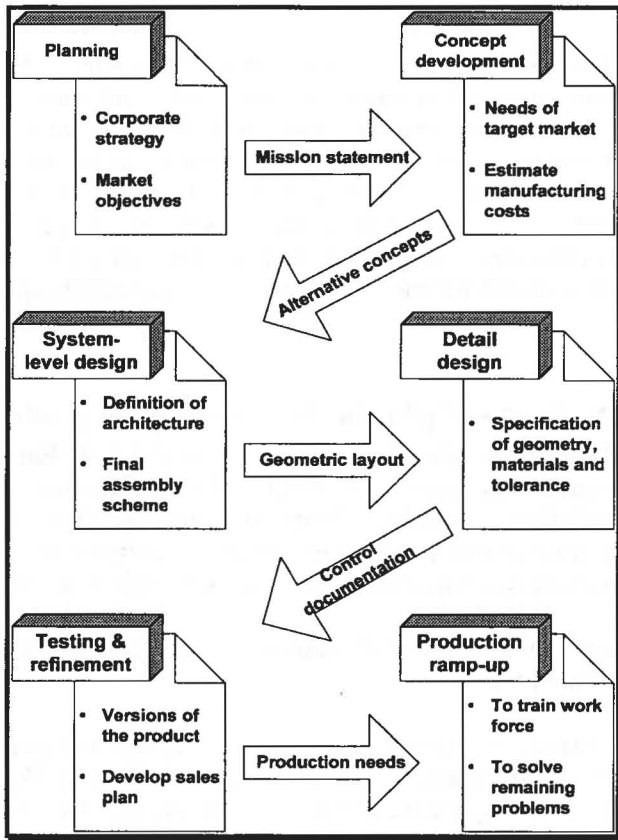 Planning
• Corporate
strategy
• Market
objectives
Mission statement
Concept
development
• Needs of
target market
• Estimate
manufacturing
costs
Alternative concepts
System-
level design
• Definition of
architecture
• Final
assembly
scheme
Geometric layout
Detail
design
• Specification
of geometry,
materials and
tolerance
Control
documentation
Testing &
refinement
• Versions of
the product
• Develop sales
plan
Production needs
Production
ramp-up
• To train work
force
• To solve
remaining
problems